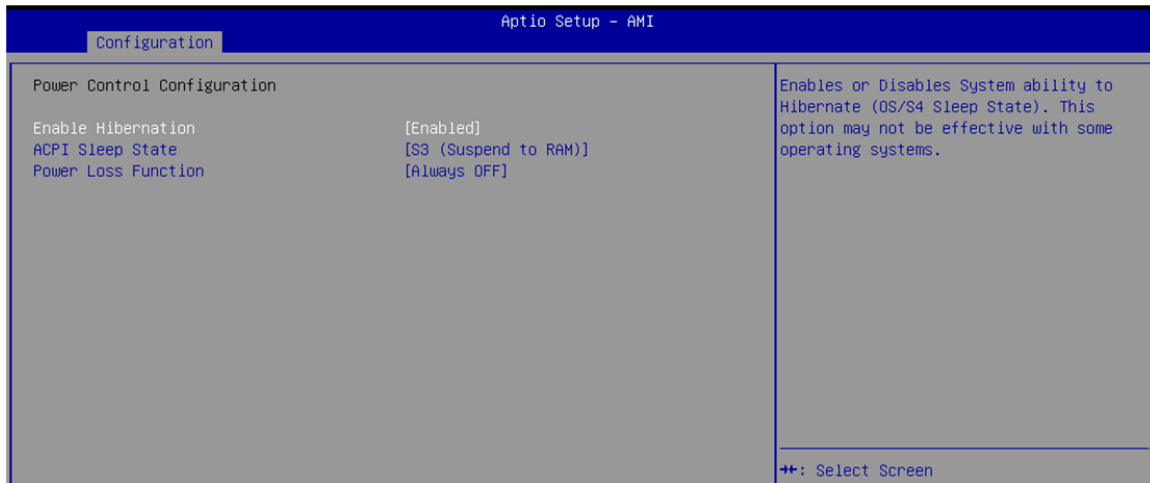 Aptio Setup – AMI
Configuration
Power Control Configuration
Enable Hibernation [Enabled]
ACPI Sleep State [S3 (Suspend to RAM)]
Power Loss Function [Always OFF]
Enables or Disables System ability to
Hibernate (OS/S4 Sleep State). This
option may not be effective with some
operating systems.
→←: Select Screen